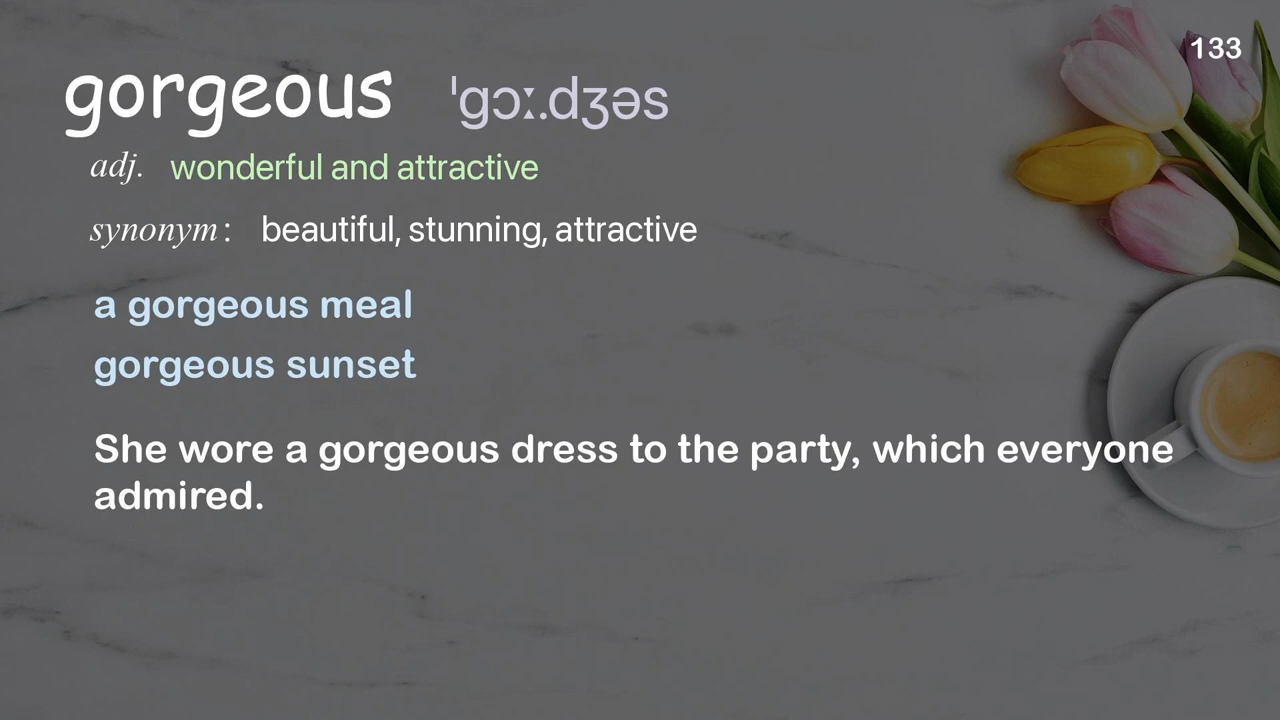 133
gorgeous ˈgɔː.dʒəs
adj. wonderful and attractive
synonym: beautiful, stunning, attractive
a gorgeous meal
gorgeous sunset
She wore a gorgeous dress to the party, which everyone
admired.